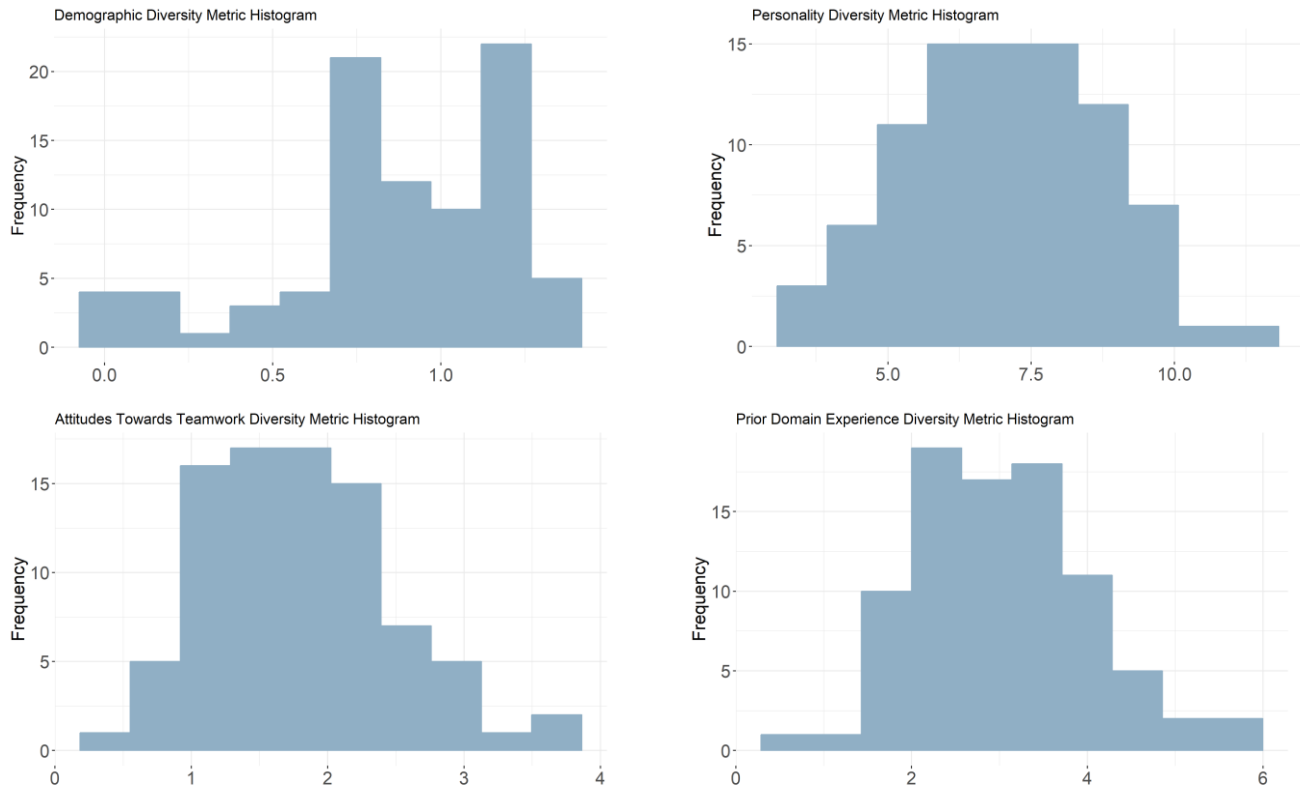 Demographic Diversity Metric Histogram
Frequency
20
15
10
5
0
0.0 0.5 1.0
Personality Diversity Metric Histogram
Frequency
15
10
5
0
5.0 7.5 10.0
Attitudes Towards Teamwork Diversity Metric Histogram
Frequency
15
10
5
0
0 1 2 3 4
Prior Domain Experience Diversity Metric Histogram
Frequency
15
10
5
0
0 2 4 6